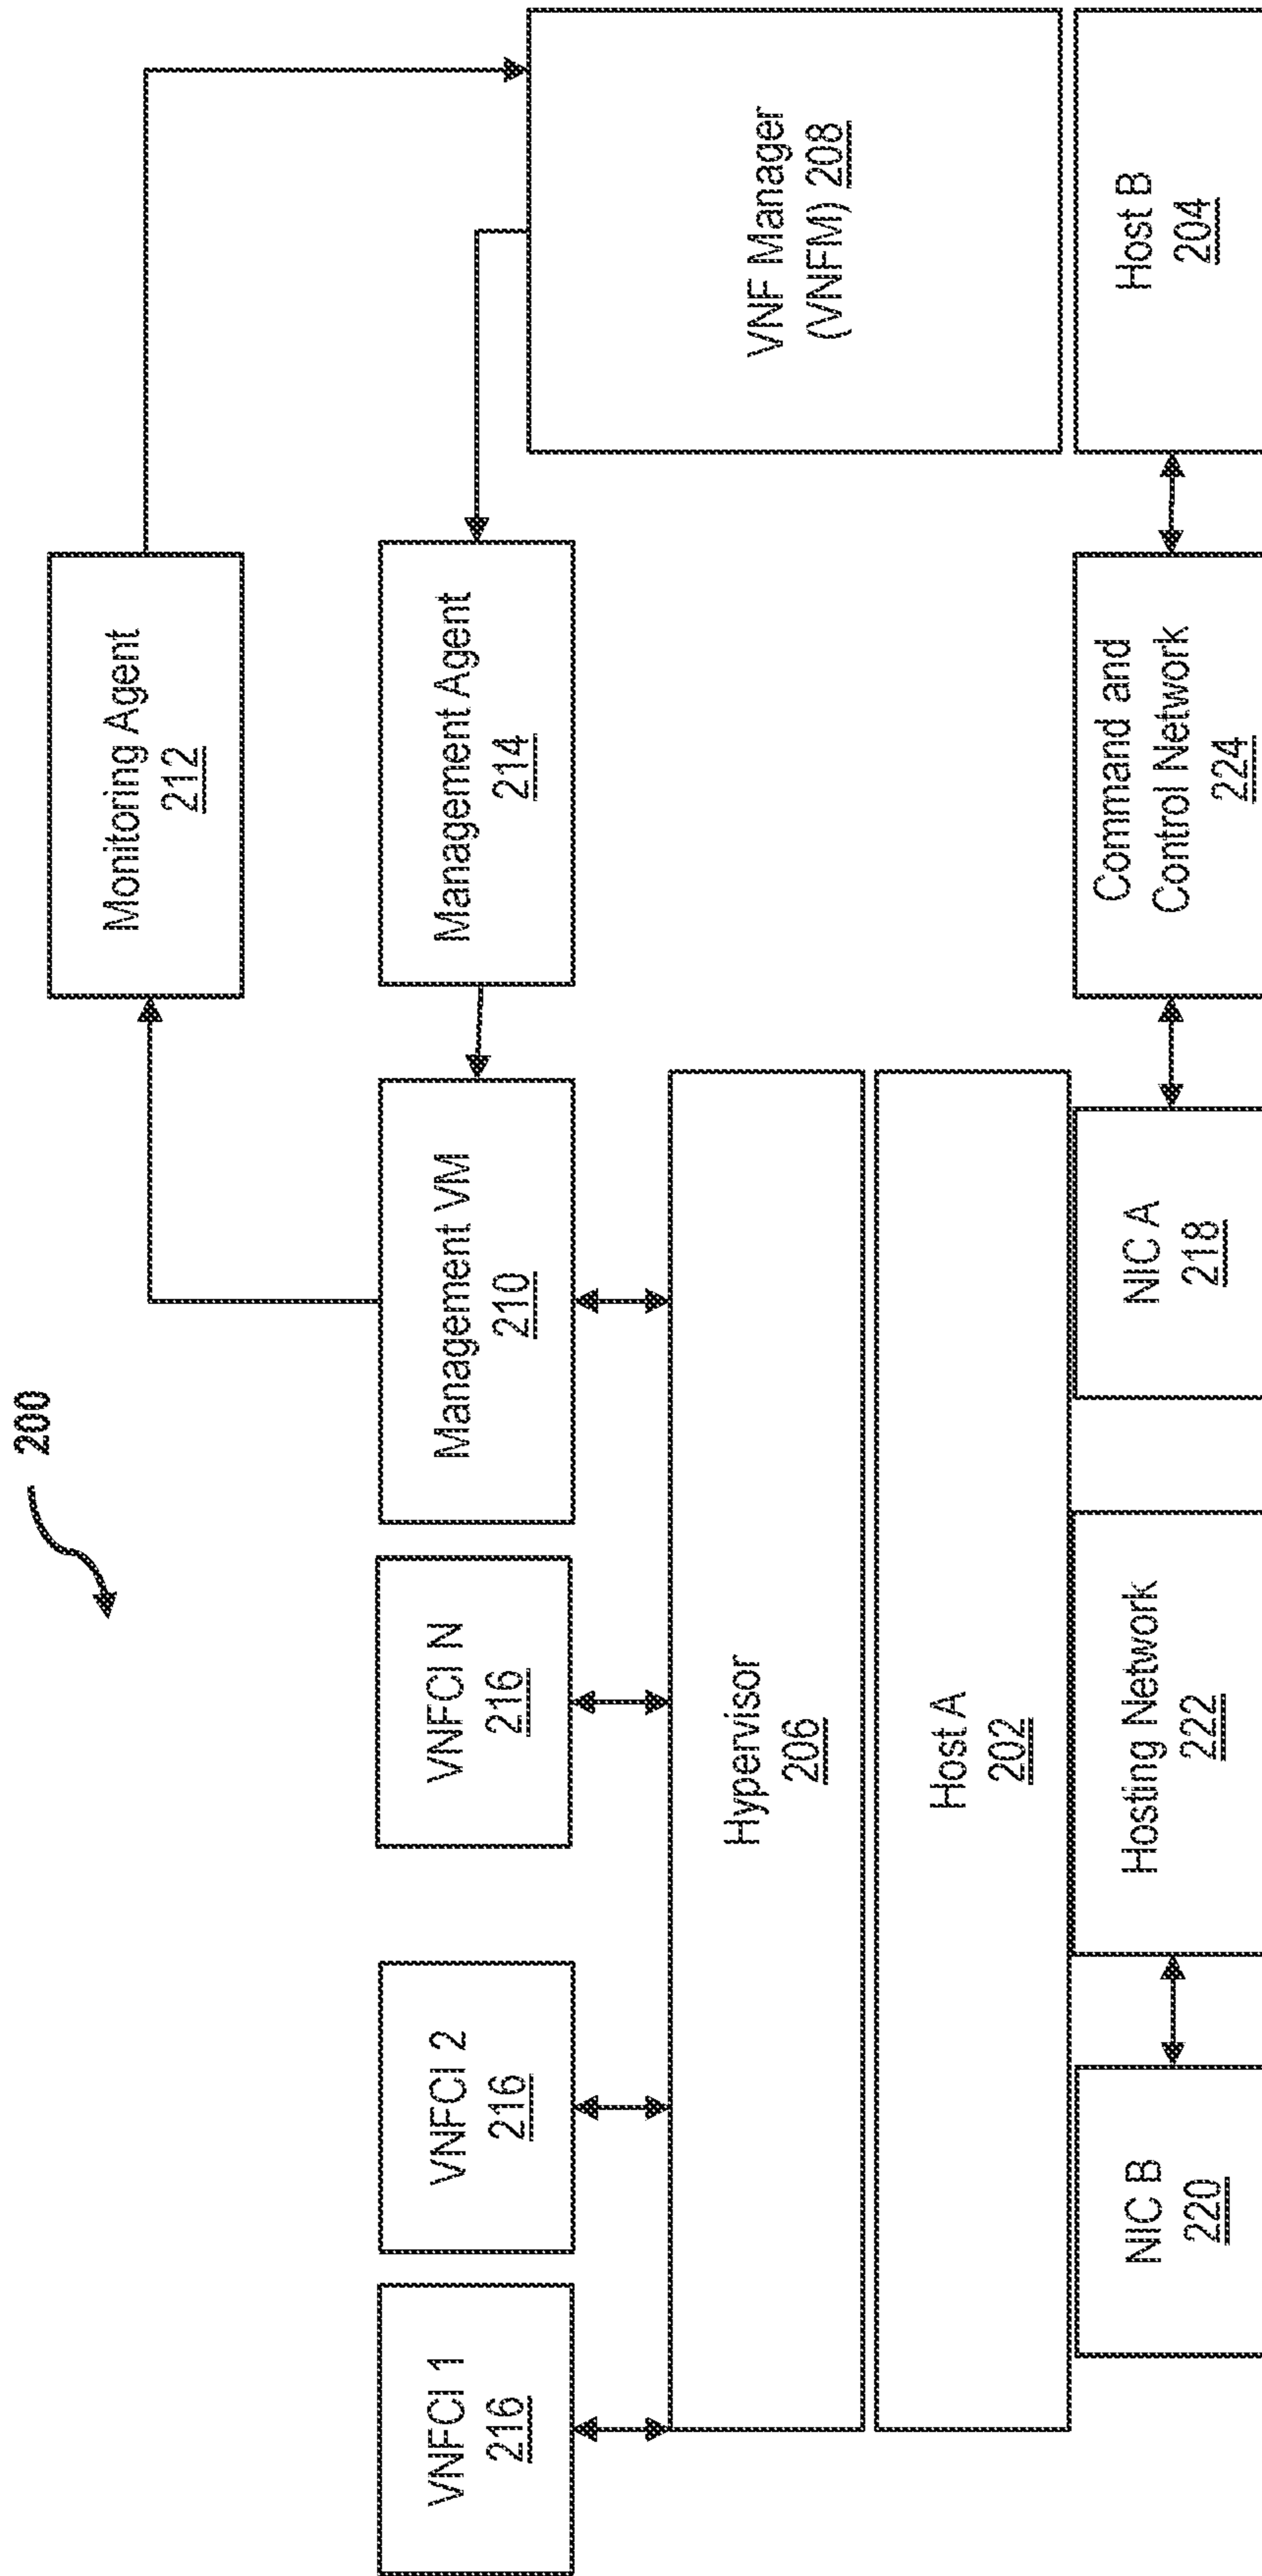 200
Monitoring Agent
212
VNFCI 1
216
VNFCI 2
216
VNFCI N
216
Management VM
210
Management Agent
214
VNF Manager
(VNFM) 208
Hypervisor
206
Host A
202
NIC B
220
Hosting Network
222
NIC A
218
Command and
Control Network
224
Host B
204